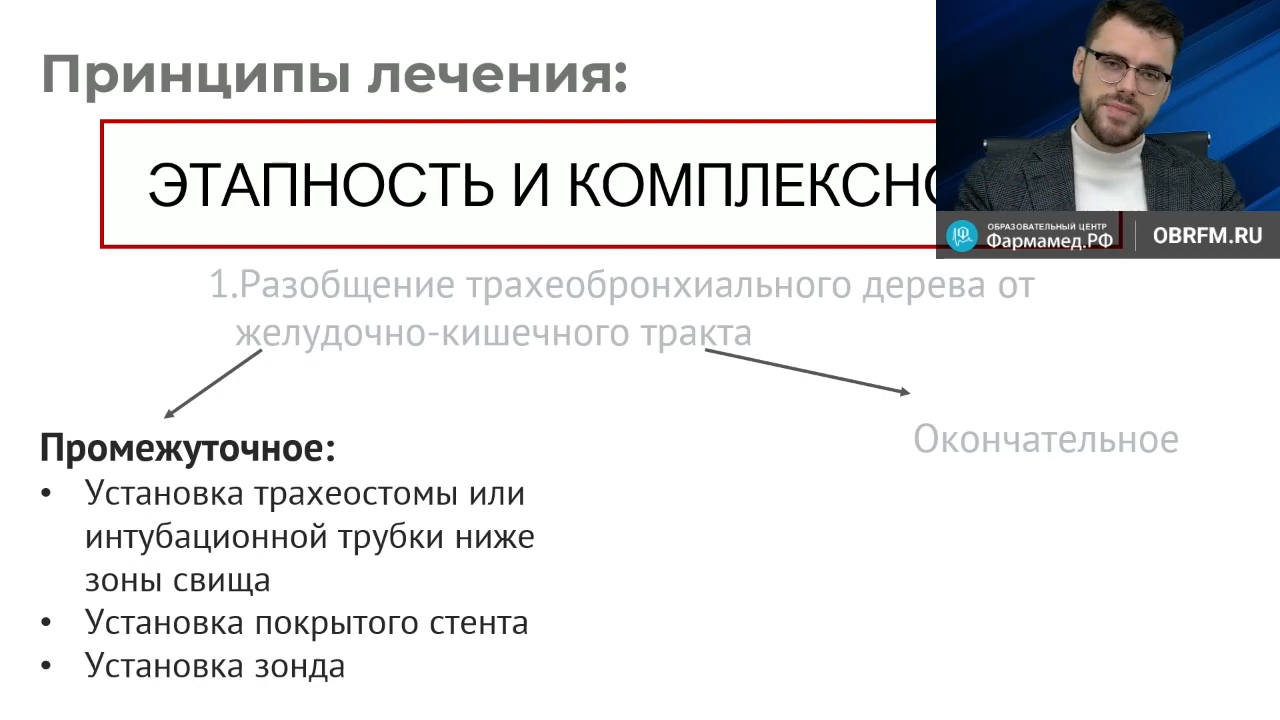 Принципы лечения:
ЭТАПНОСТЬ И
ОБРАЗОВАТЕЛЬНЫЙ ЦЕНТР
Фармамед.РФ
OBRFM.RU
1.Разобщение трахеобронхиального дерева от
желудочно-кишечного тракта
Промежуточное:
• Установка трахеостомы или
интубационной трубки ниже
зоны свища
• Установка покрытого стента
• Установка зонда
Окончательное